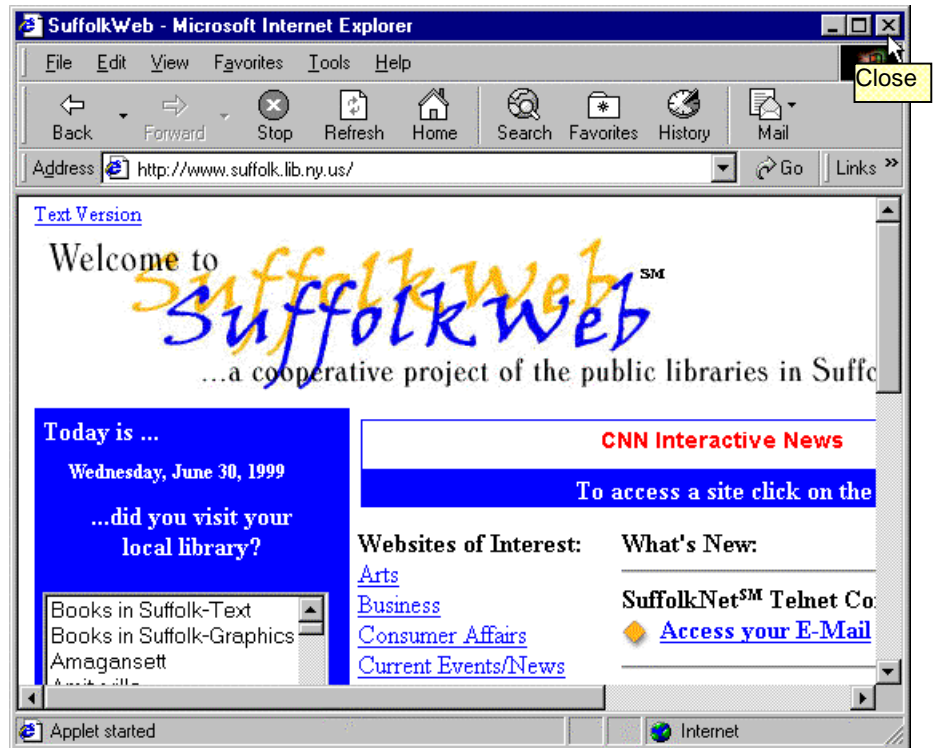 SuffolkWeb - Microsoft Internet Explorer
File Edit View Favorites Tools Help
Close
Back Forward Stop Refresh Home Search Favorites History Mail
Address http://www.suffolk.lib.ny.us/ Go Links »
Text Version
Welcome to
SuffolkWeb SM
...a cooperative project of the public libraries in Suffo
Today is ...
Wednesday, June 30, 1999
...did you visit your
local library?
Books in Suffolk-Text
Books in Suffolk-Graphics
Amagansett
CNN Interactive News
To access a site click on the
Websites of Interest:
Arts
Business
Consumer Affairs
Current Events/News
What's New:
SuffolkNet SM Telnet Co
Access your E-Mail
Applet started
Internet